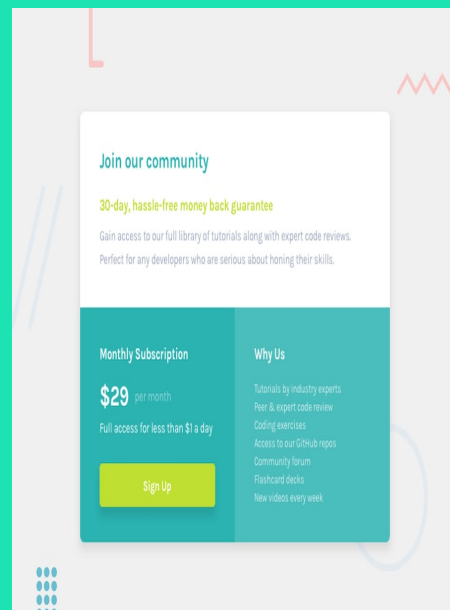 Join our community
30-day, hassle-free money back guarantee
Gain access to our full library of tutorials along with expert code reviews.
Perfect for any developers who are serious about honing their skills.
Monthly Subscription
$29 per month
Full access for less than $1 a day
Sign Up
Why Us
Tutorials by industry experts
Peer & expert code review
Coding exercises
Access to our GitHub repos
Community forum
Flashcard decks
New videos every week